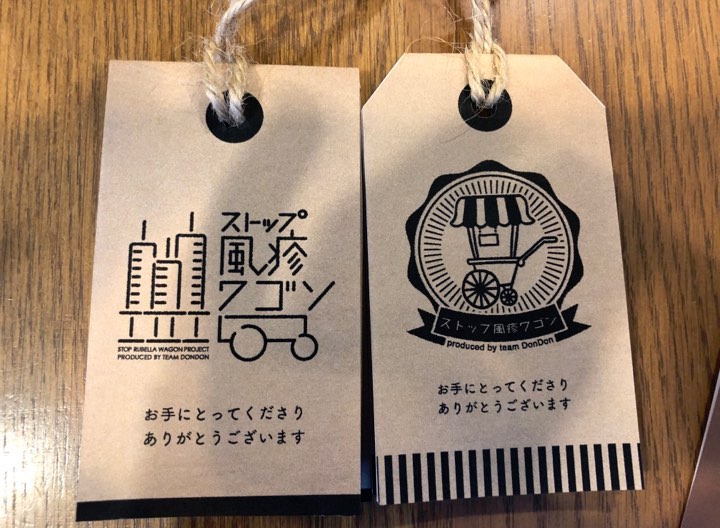 ストップ
風疹
ワゴン
STOP RUBELLA WAGON PROJECT
PRODUCED BY TEAM DONDON
お手にとってくださり
ありがとうございます
ストップ風疹ワゴン
produced by team DonDon
お手にとってくださり
ありがとうございます